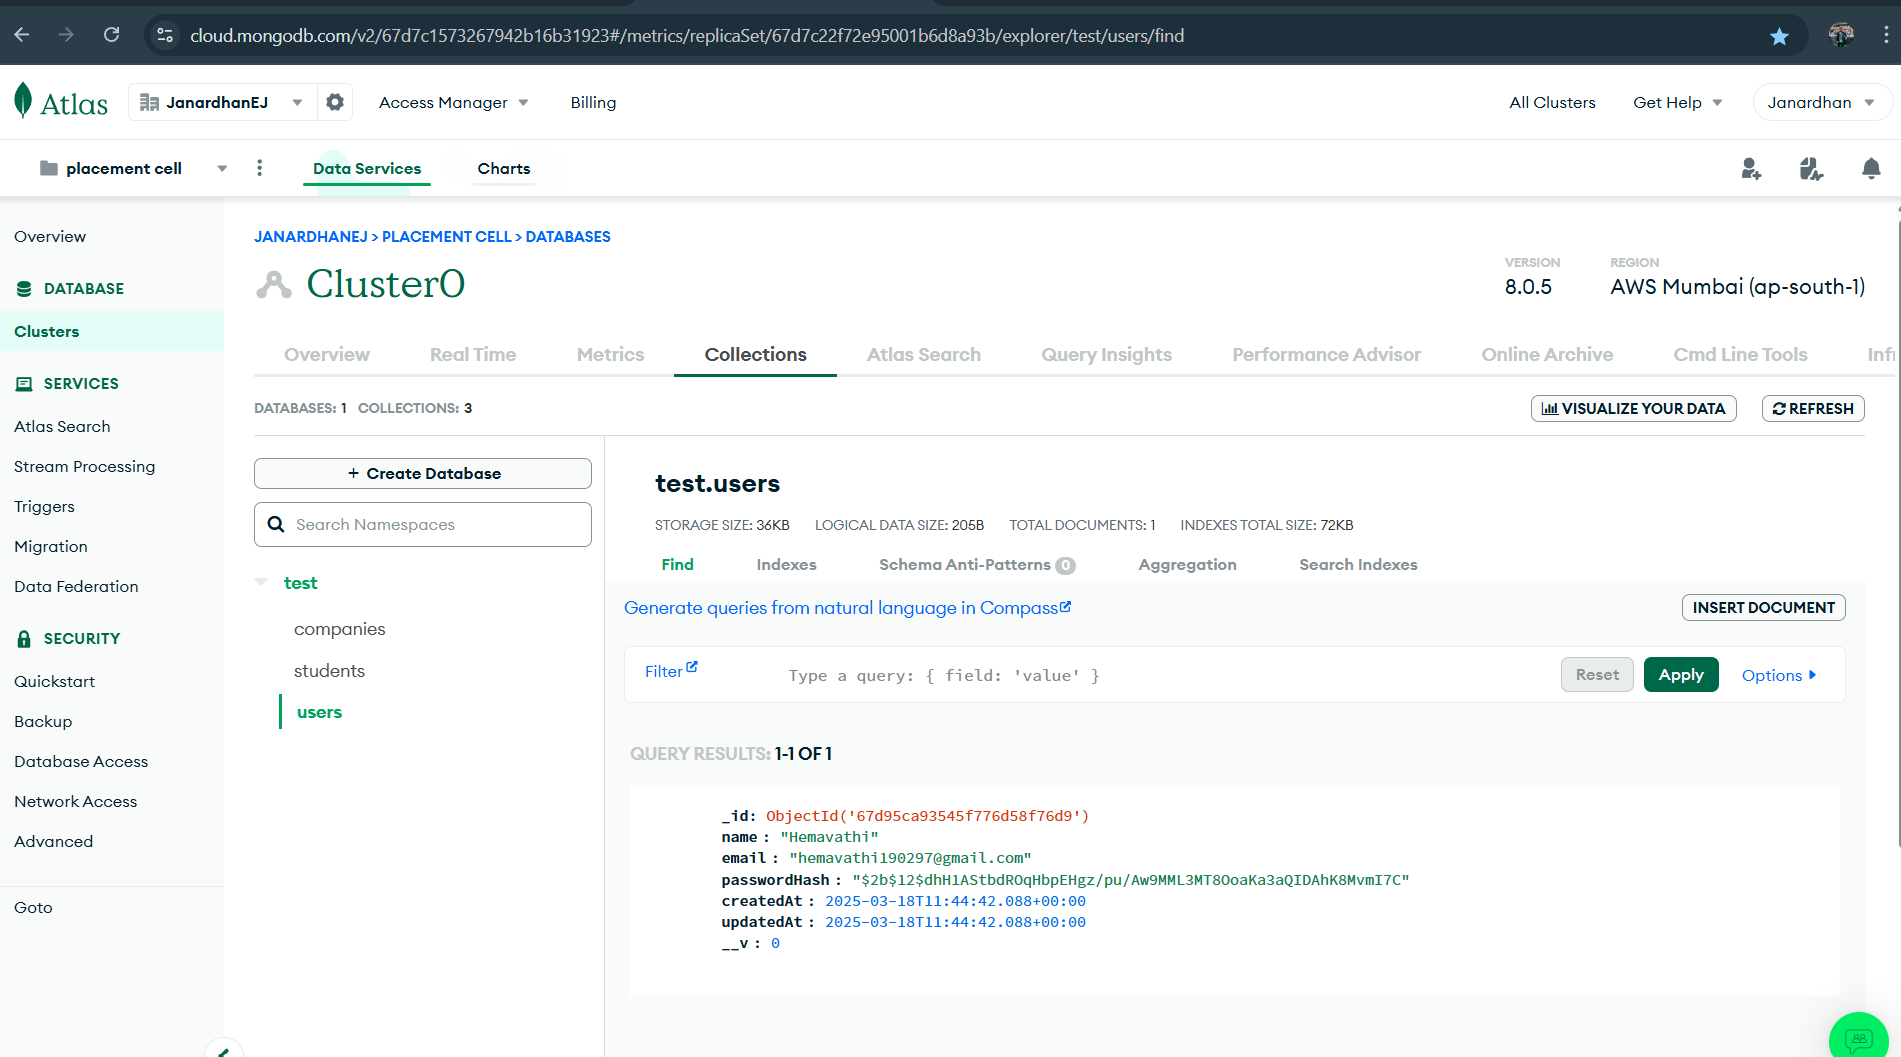 cloud.mongodb.com/v2/67d7c1573267942b16b31923#/metrics/replicaSet/67d7c22f72e95001b6d8a93b/explorer/test/users/find
Atlas
JanardhanEJ
Access Manager
Billing
All Clusters
Get Help
Janardhan
placement cell
Data Services
Charts
Overview
DATABASE
Clusters
SERVICES
Atlas Search
Stream Processing
Triggers
Migration
Data Federation
SECURITY
Quickstart
Backup
Database Access
Network Access
Advanced
Goto
JANARDHANEJ > PLACEMENT CELL > DATABASES
Cluster0
VERSION
8.0.5
REGION
AWS Mumbai (ap-south-1)
Overview
Real Time
Metrics
Collections
Atlas Search
Query Insights
Performance Advisor
Online Archive
Cmd Line Tools
DATABASES: 1 COLLECTIONS: 3
VISUALIZE YOUR DATA
REFRESH
+ Create Database
Search Namespaces
test
companies
students
users
test.users
STORAGE SIZE: 36KB LOGICAL DATA SIZE: 205B TOTAL DOCUMENTS: 1 INDEXES TOTAL SIZE: 72KB
Find
Indexes
Schema Anti-Patterns 0
Aggregation
Search Indexes
Generate queries from natural language in Compass
INSERT DOCUMENT
Filter
Type a query: { field: 'value' }
Reset
Apply
Options
QUERY RESULTS: 1-1 OF 1
_id: ObjectId('67d95ca93545f776d58f76d9')
name : "Hemavathi"
email : "hemavathi190297@gmail.com"
passwordHash : "$2b$12$dhH1AStbdROqHbpEHgz/pu/Aw9MML3MT8OoaKa3aQIDAhK8MvmI7C"
createdAt : 2025-03-18T11:44:42.088+00:00
updatedAt : 2025-03-18T11:44:42.088+00:00
__v : 0